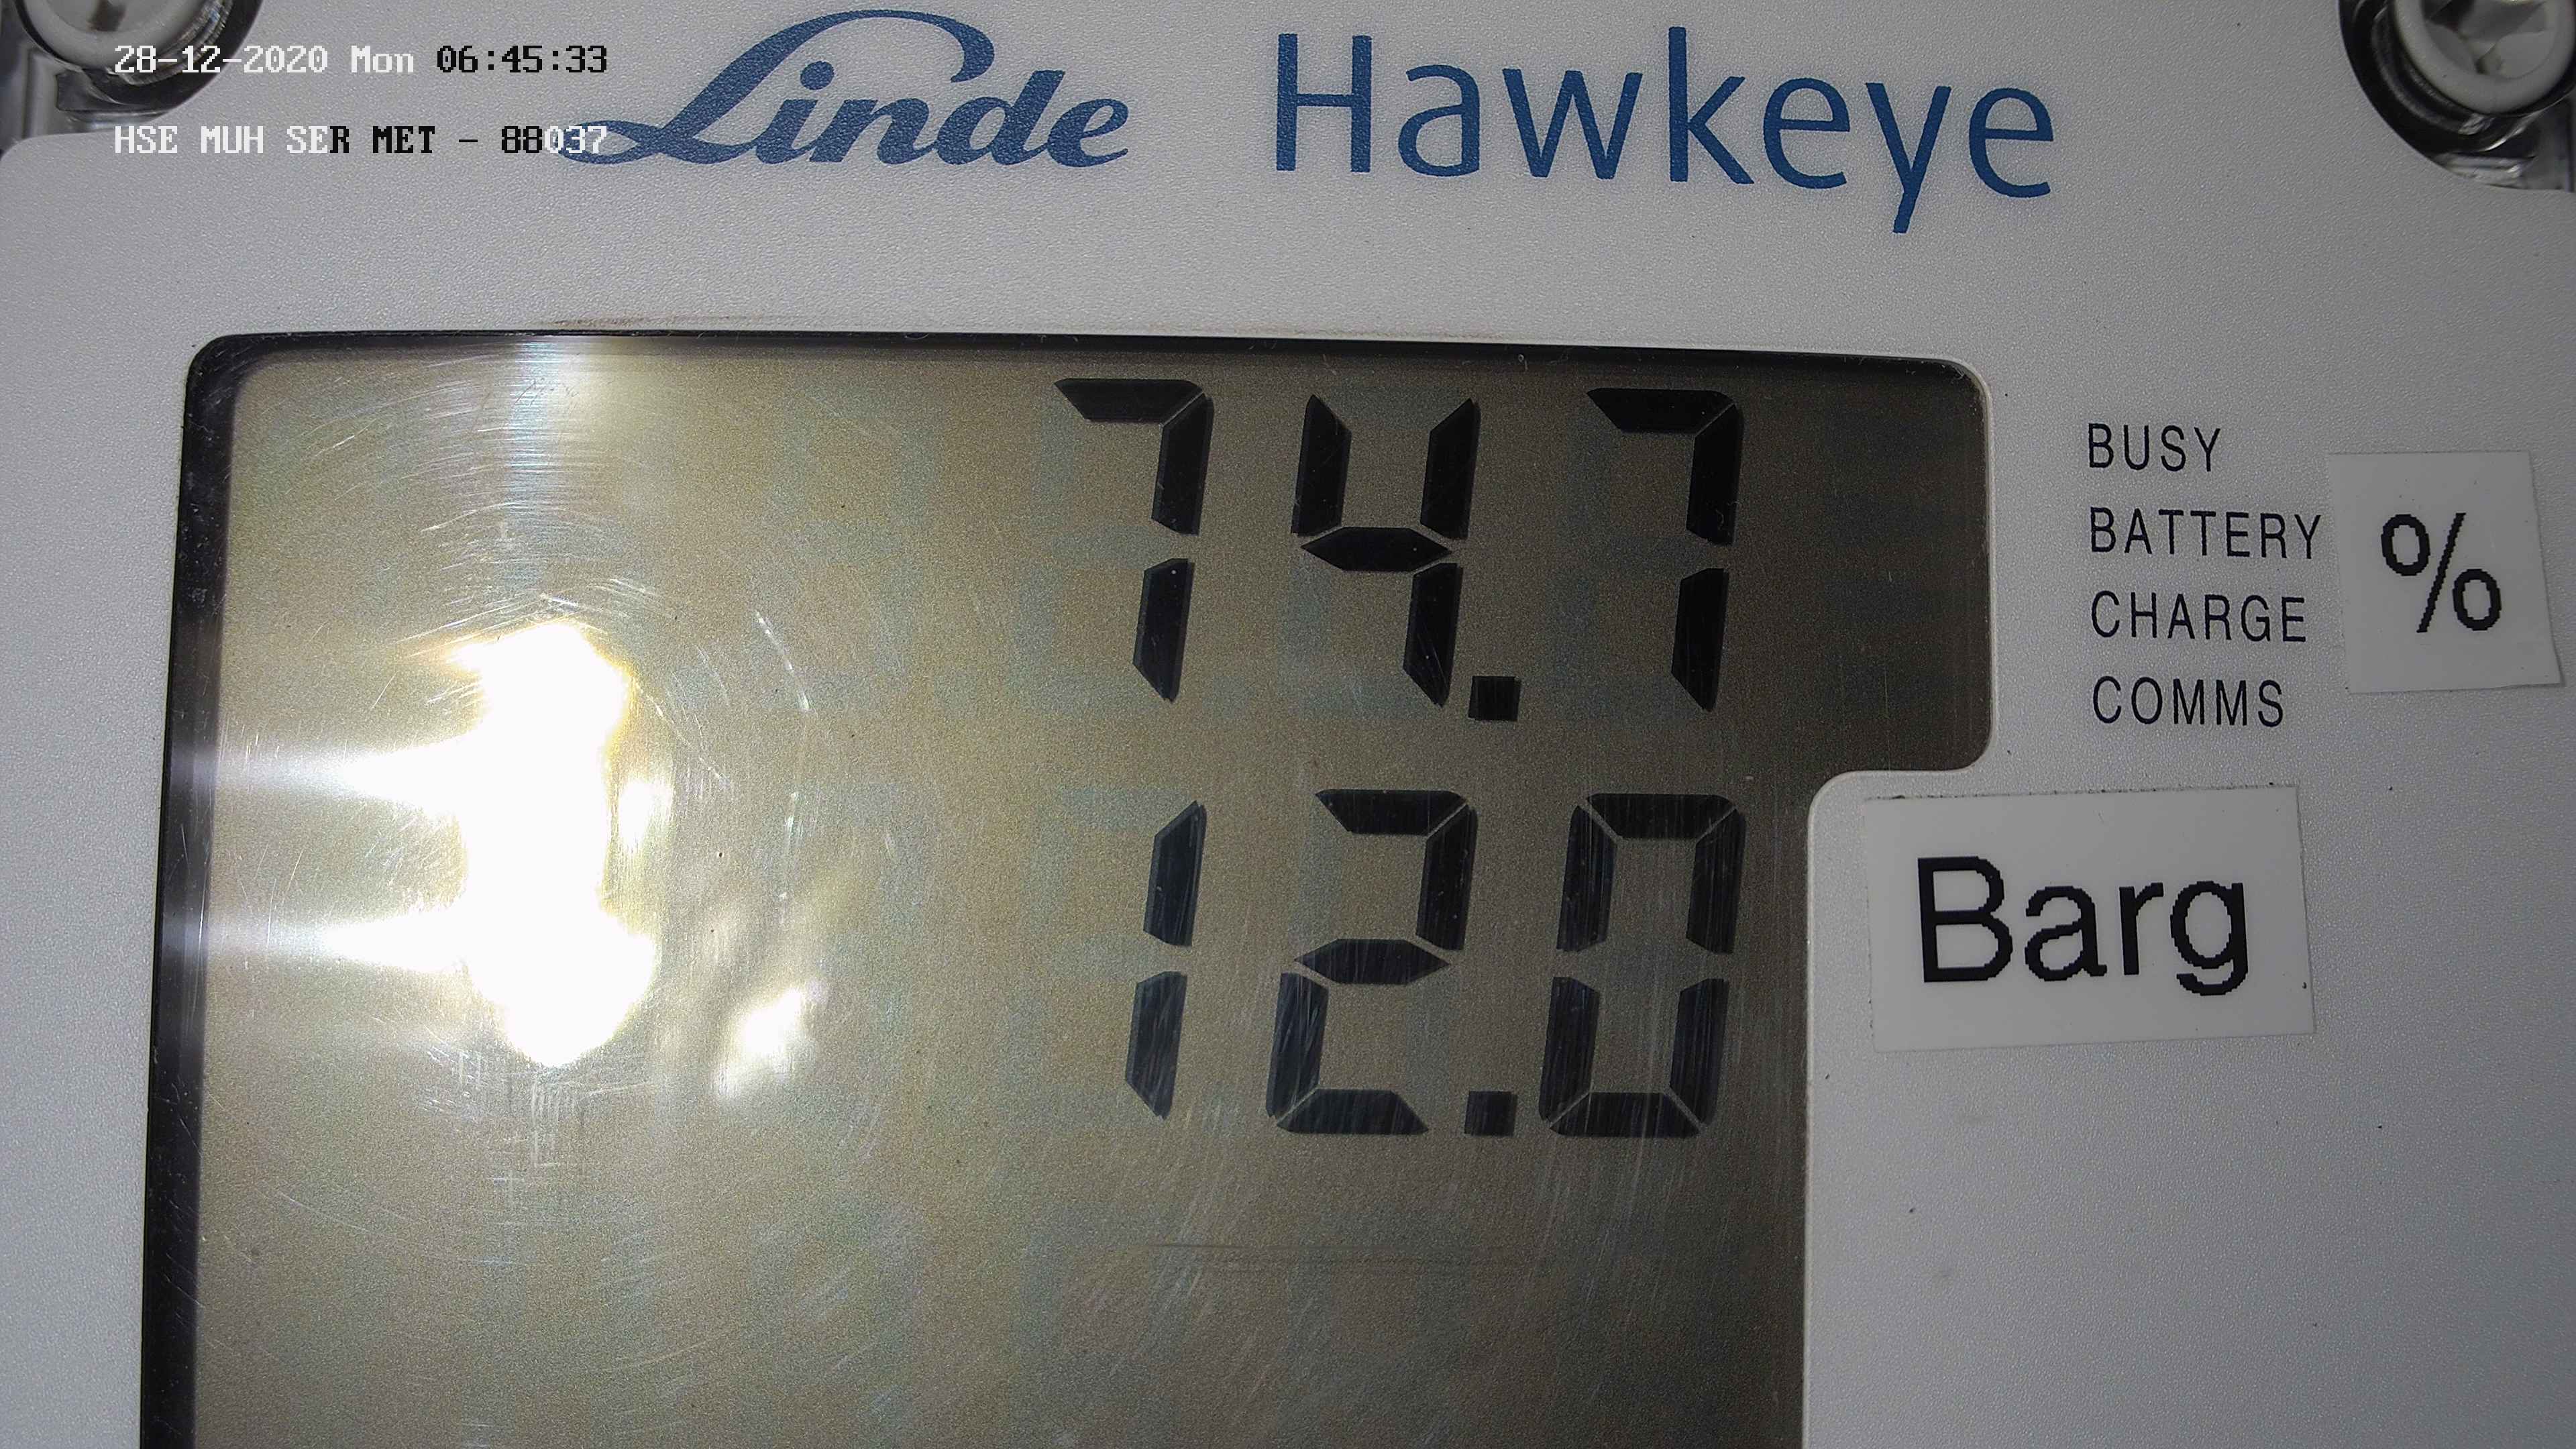 28-12-2020 Mon 06:45:33
HSE MUH SER MET - 88037
Linde Hawkeye
74.7
BUSY
BATTERY
CHARGE
COMMS
%
12.0
Barg